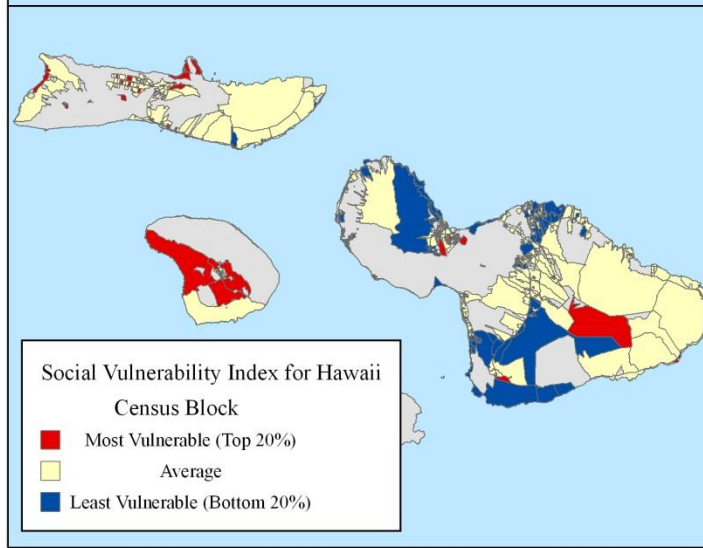 Social Vulnerability Index for Hawaii
Census Block
Most Vulnerable (Top 20%)
Average
Least Vulnerable (Bottom 20%)